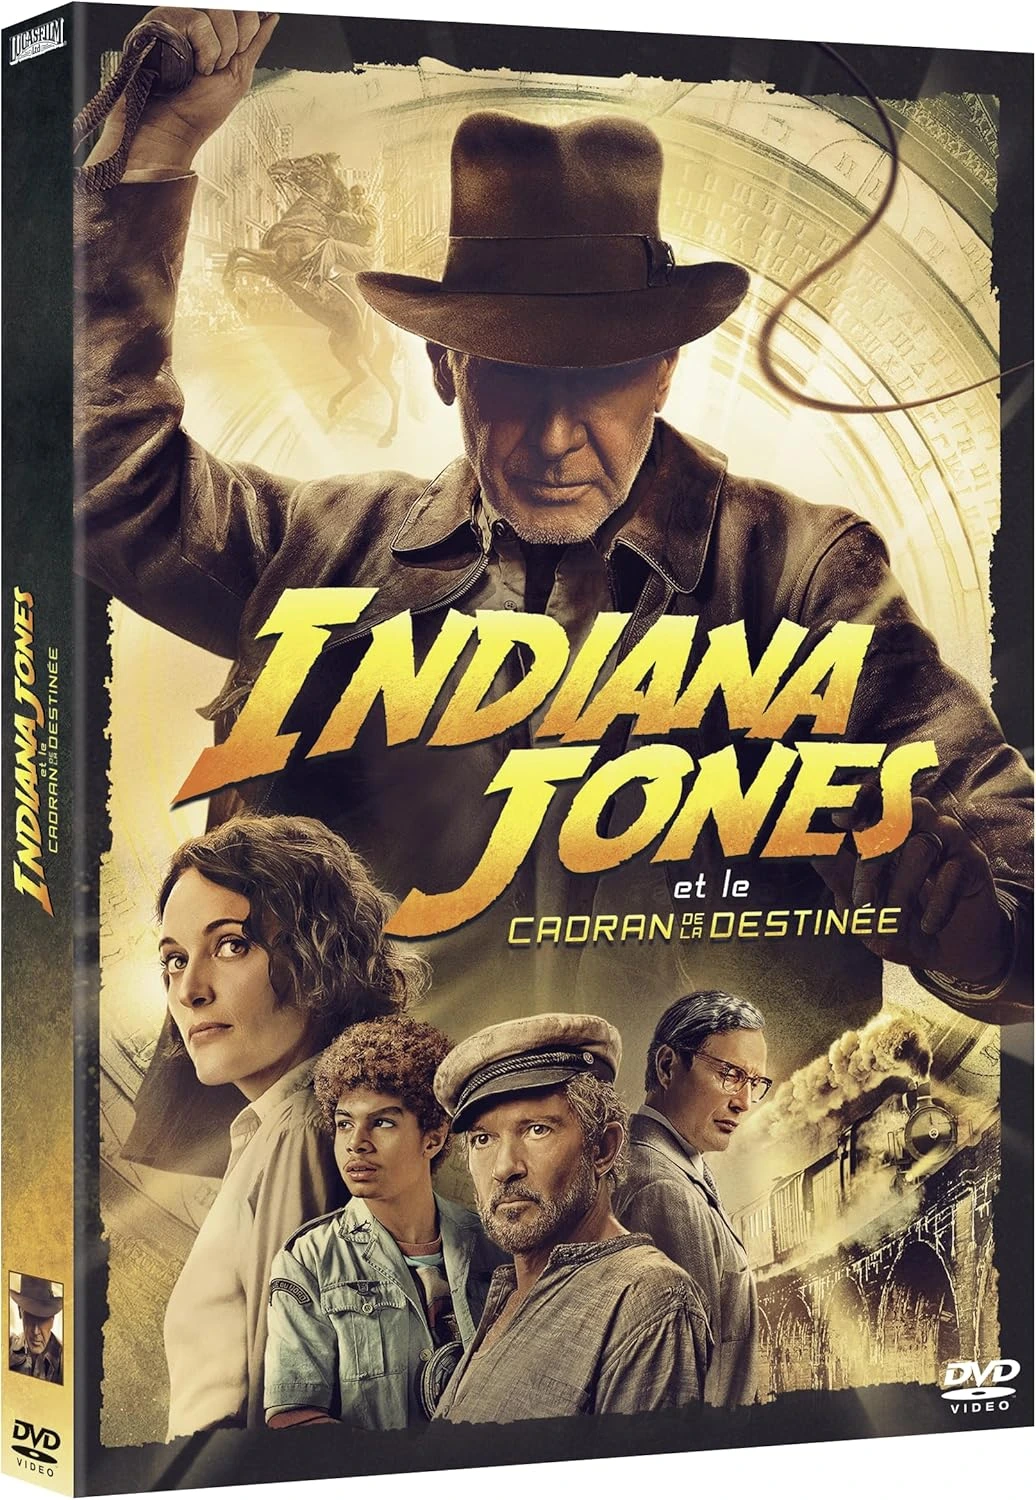 LUCASFILM
Ltd
INDIANA JONES
et le
CADRAN DE LA DESTINÉE
DVD
VIDEO
INDIANA
JONES
et le
CADRAN DE LA DESTINÉE
DVD
VIDEO